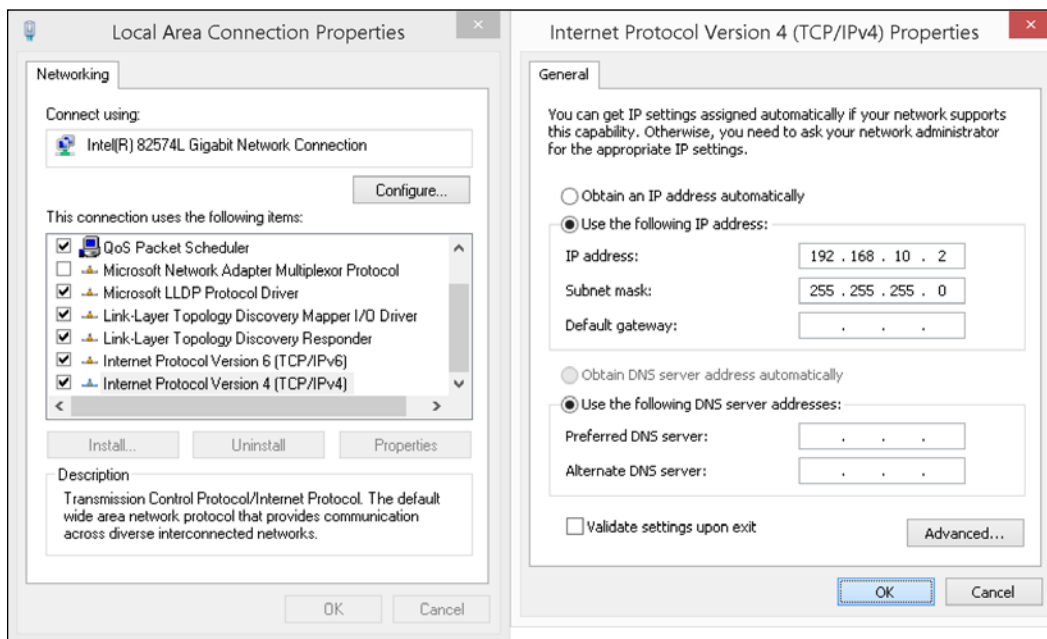 Local Area Connection Properties
Networking
Connect using:
Intel(R) 82574L Gigabit Network Connection
Configure...
This connection uses the following items:
QoS Packet Scheduler
Microsoft Network Adapter Multiplexor Protocol
Microsoft LLDP Protocol Driver
Link-Layer Topology Discovery Mapper I/O Driver
Link-Layer Topology Discovery Responder
Internet Protocol Version 6 (TCP/IPv6)
Internet Protocol Version 4 (TCP/IPv4)
Install...
Uninstall
Properties
Description
Transmission Control Protocol/Internet Protocol. The default
wide area network protocol that provides communication
across diverse interconnected networks.
OK
Cancel
Internet Protocol Version 4 (TCP/IPv4) Properties
General
You can get IP settings assigned automatically if your network supports
this capability. Otherwise, you need to ask your network administrator
for the appropriate IP settings.
Obtain an IP address automatically
Use the following IP address:
IP address: 192 . 168 . 10 . 2
Subnet mask: 255 . 255 . 255 . 0
Default gateway: . . .
Obtain DNS server address automatically
Use the following DNS server addresses:
Preferred DNS server: . . .
Alternate DNS server: . . .
Validate settings upon exit
Advanced...
OK
Cancel